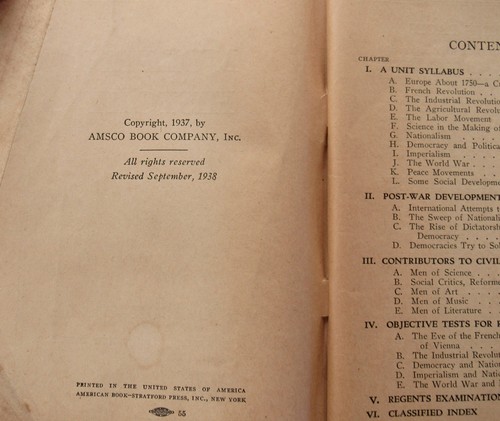 Copyright, 1937, by
AMSCO BOOK COMPANY, INC.
All rights reserved
Revised September, 1938
PRINTED IN THE UNITED STATES OF AMERICA
AMERICAN BOOK—STRATFORD PRESS, INC., NEW YORK
55
CONTEN
CHAPTER
I. A UNIT SYLLABUS . . .
A. Europe About 1750—a C
B. French Revolution . .
C. The Industrial Revolutio
D. The Agricultural Revolu
E. The Labor Movement
F. Science in the Making o
G. Nationalism . . . .
H. Democracy and Politica
I. Imperialism . . . .
J. The World War . . .
K. Peace Movements . .
L. Some Social Developm
II. POST-WAR DEVELOPMENT
A. International Attempts t
B. The Sweep of Nationali
C. The Rise of Dictatorsh
Democracy . . . .
D. Democracies Try to Sol
III. CONTRIBUTORS TO CIVIL
A. Men of Science . . .
B. Social Critics, Reforme
C. Men of Art . . . .
D. Men of Music . . .
E. Men of Literature . .
IV. OBJECTIVE TESTS FOR
A. The Eve of the French
of Vienna . . . .
B. The Industrial Revolu
C. Democracy and Nation
D. Imperialism and Natio
E. The World War and
V. REGENTS EXAMINATION
VI. CLASSIFIED INDEX